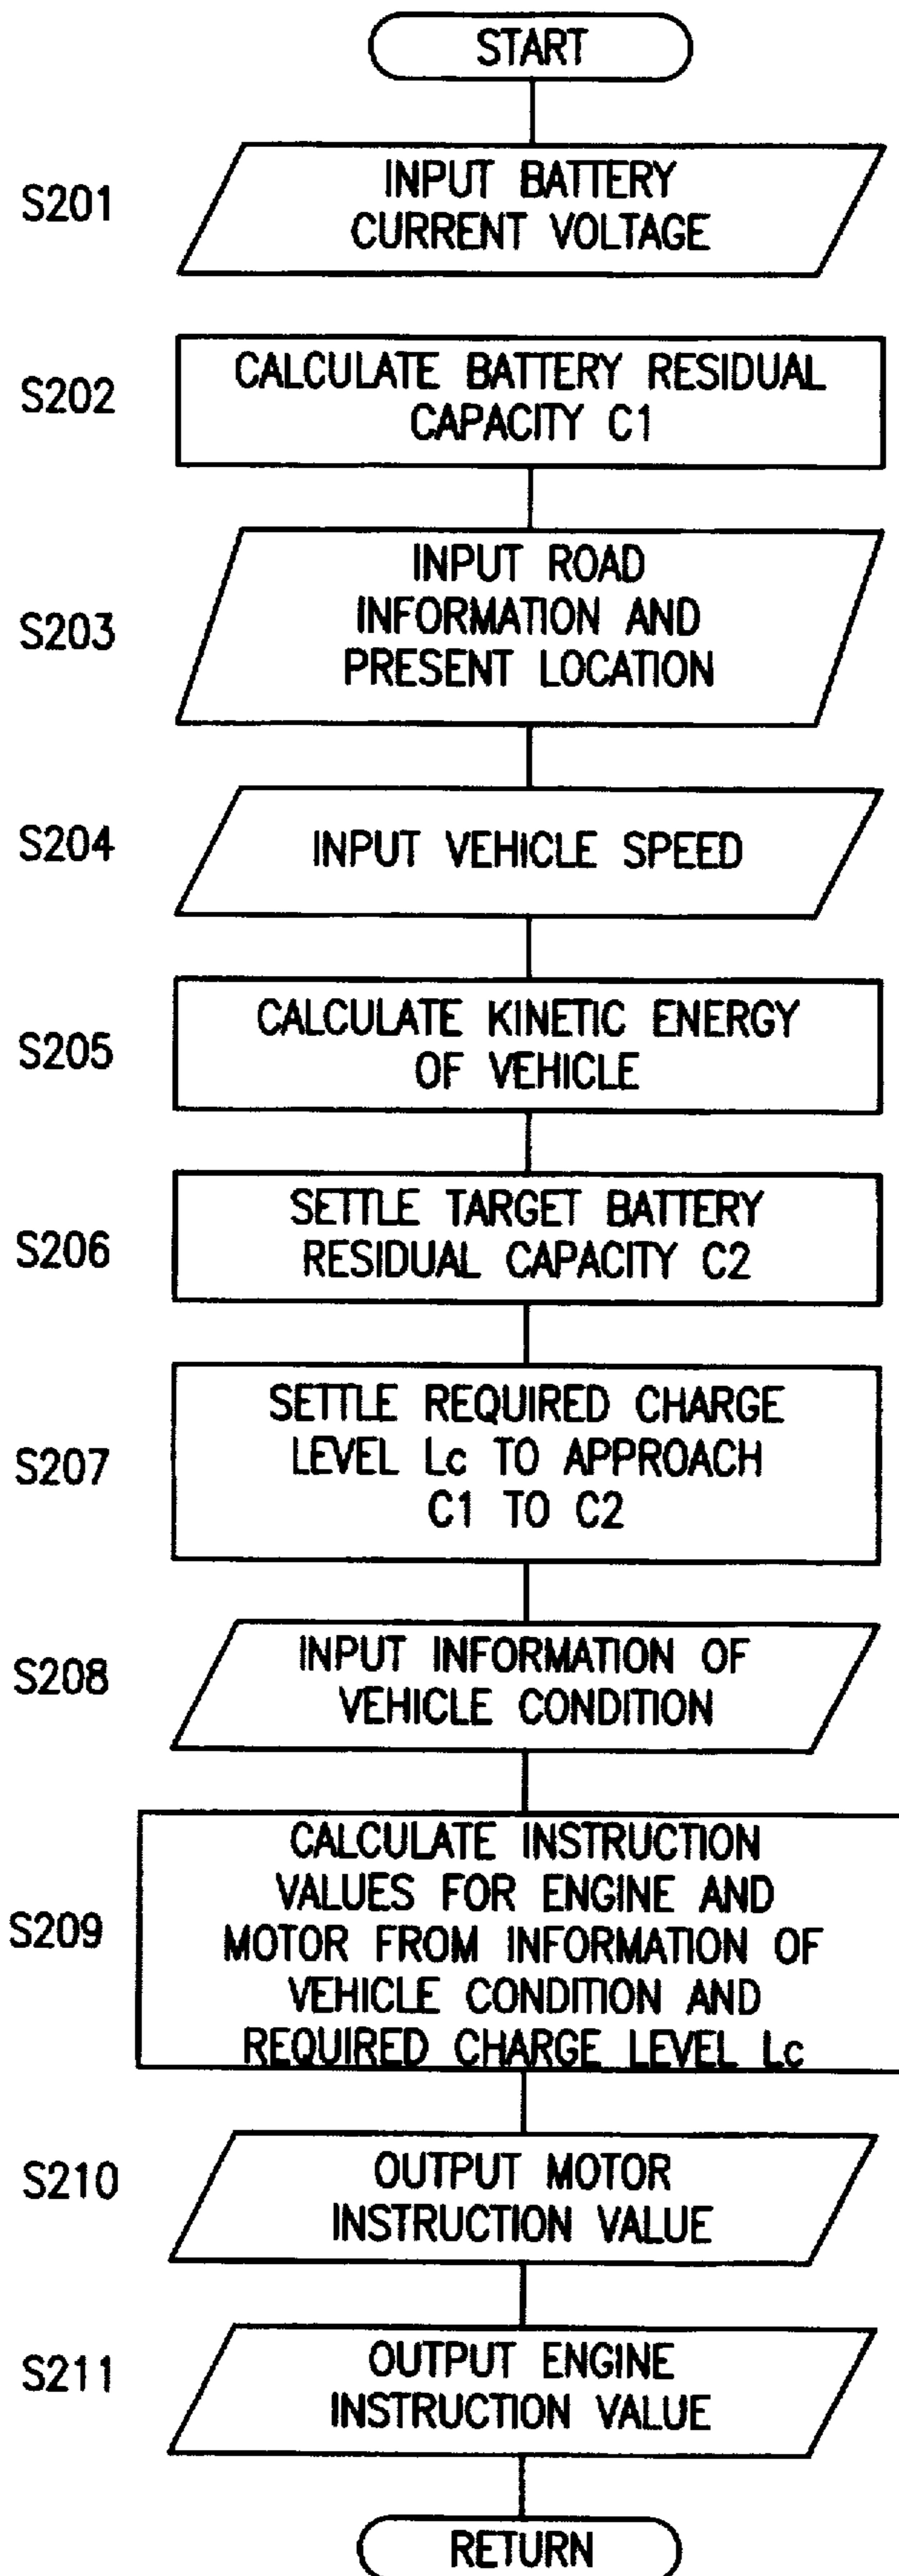 START
S201
INPUT BATTERY
CURRENT VOLTAGE
S202
CALCULATE BATTERY RESIDUAL
CAPACITY C1
S203
INPUT ROAD
INFORMATION AND
PRESENT LOCATION
S204
INPUT VEHICLE SPEED
S205
CALCULATE KINETIC ENERGY
OF VEHICLE
S206
SETTLE TARGET BATTERY
RESIDUAL CAPACITY C2
S207
SETTLE REQUIRED CHARGE
LEVEL Lc TO APPROACH
C1 TO C2
S208
INPUT INFORMATION OF
VEHICLE CONDITION
S209
CALCULATE INSTRUCTION
VALUES FOR ENGINE AND
MOTOR FROM INFORMATION OF
VEHICLE CONDITION AND
REQUIRED CHARGE LEVEL Lc
S210
OUTPUT MOTOR
INSTRUCTION VALUE
S211
OUTPUT ENGINE
INSTRUCTION VALUE
RETURN